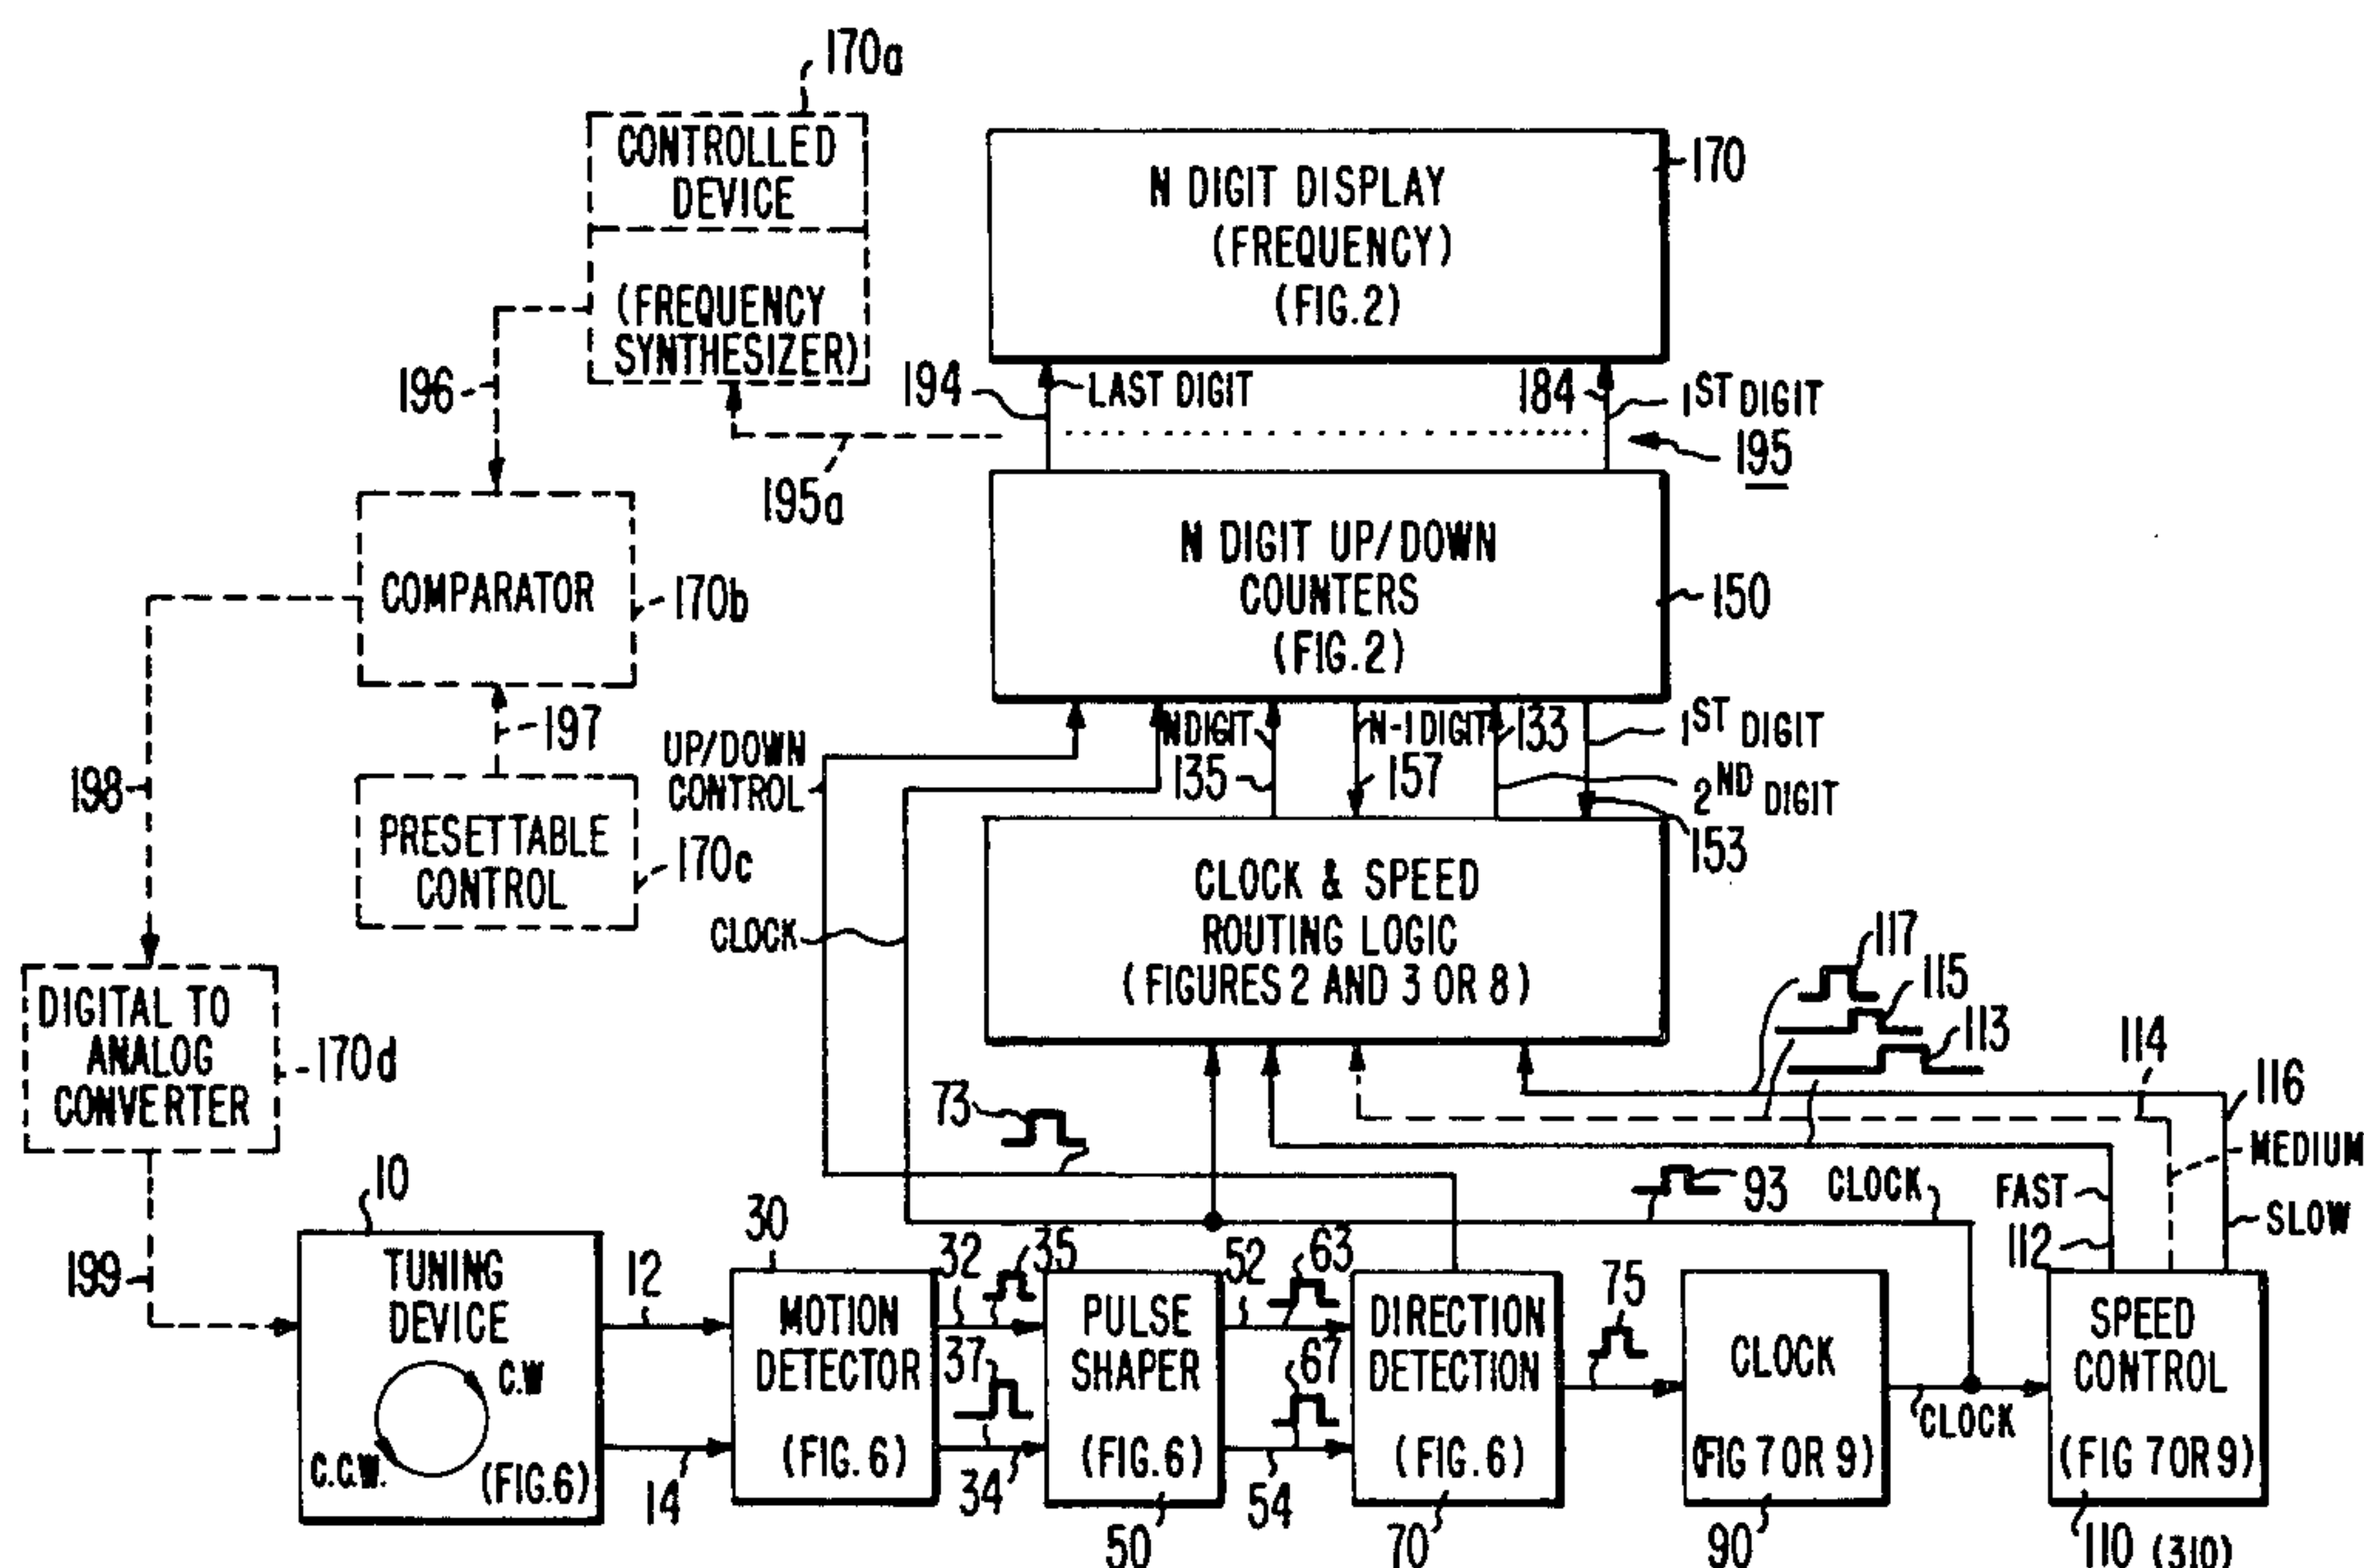 170a
CONTROLLED
DEVICE
(FREQUENCY
SYNTHESIZER)
N DIGIT DISPLAY
(FREQUENCY)
(FIG.2)
170
196
194
LAST DIGIT
184
1ST DIGIT
195
195a
COMPARATOR
170b
N DIGIT UP/DOWN
COUNTERS
(FIG.2)
150
197
198
PRESETTABLE
CONTROL
170c
UP/DOWN
CONTROL
N DIGIT
135
N-1 DIGIT
157
133
1ST DIGIT
2ND DIGIT
153
CLOCK
CLOCK & SPEED
ROUTING LOGIC
(FIGURES 2 AND 3 OR 8)
117
115
113
114
116
DIGITAL TO
ANALOG
CONVERTER
170d
73
MEDIUM
93
CLOCK
FAST
SLOW
112
199
10
TUNING
DEVICE
C.W
C.C.W.
(FIG.6)
12
14
30
MOTION
DETECTOR
(FIG. 6)
32
35
37
34
PULSE
SHAPER
(FIG. 6)
50
52
63
67
54
DIRECTION
DETECTION
(FIG. 6)
70
75
CLOCK
(FIG 7 OR 9)
90
CLOCK
SPEED
CONTROL
(FIG 7 OR 9)
110 (310)